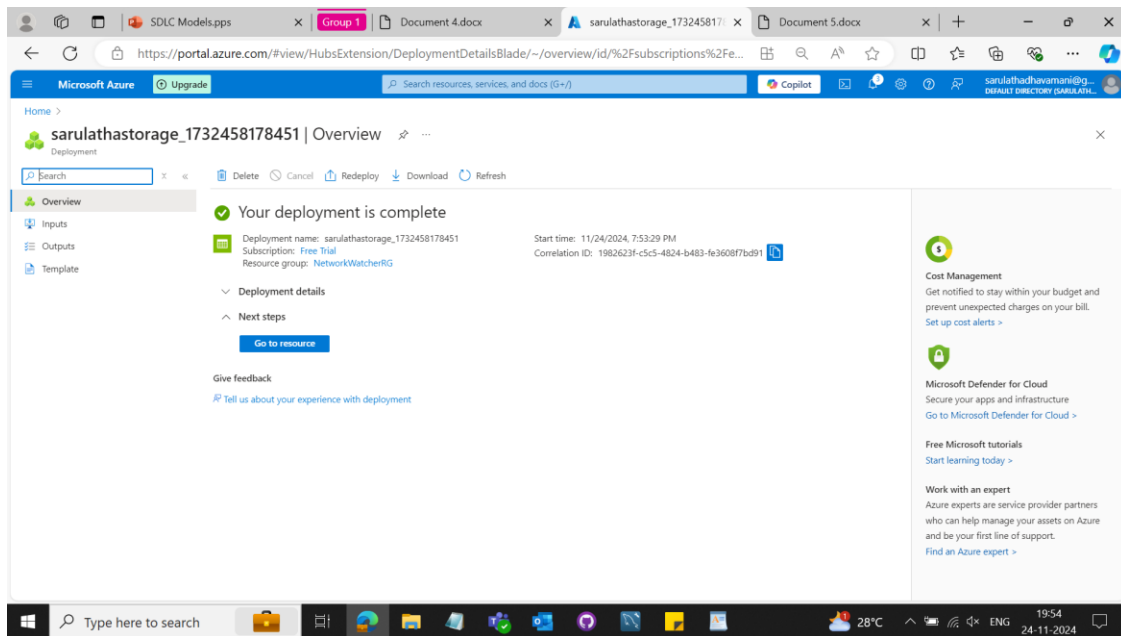 SDLC Models.pps
Group 1
Document 4.docx
sarulathastorage_173245817
Document 5.docx
https://portal.azure.com/#view/HubsExtension/DeploymentDetailsBlade/~/overview/id/%2Fsubscriptions%2Fe...
Microsoft Azure
Upgrade
Search resources, services, and docs (G+/)
Copilot
sarulathadhavamani@g...
DEFAULT DIRECTORY (SARULATH...
Home >
sarulathastorage_1732458178451 | Overview
Deployment
Search
Delete Cancel Redeploy Download Refresh
Overview
Inputs
Outputs
Template
Your deployment is complete
Deployment name: sarulathastorage_1732458178451
Subscription: Free Trial
Resource group: NetworkWatcherRG
Start time: 11/24/2024, 7:53:29 PM
Correlation ID: 1982623f-c5c5-4824-b483-fe3608f7bd91
Deployment details
Next steps
Go to resource
Give feedback
Tell us about your experience with deployment
Cost Management
Get notified to stay within your budget and
prevent unexpected charges on your bill.
Set up cost alerts >
Microsoft Defender for Cloud
Secure your apps and infrastructure
Go to Microsoft Defender for Cloud >
Free Microsoft tutorials
Start learning today >
Work with an expert
Azure experts are service provider partners
who can help manage your assets on Azure
and be your first line of support.
Find an Azure expert >
Type here to search
28°C
ENG
19:54
24-11-2024